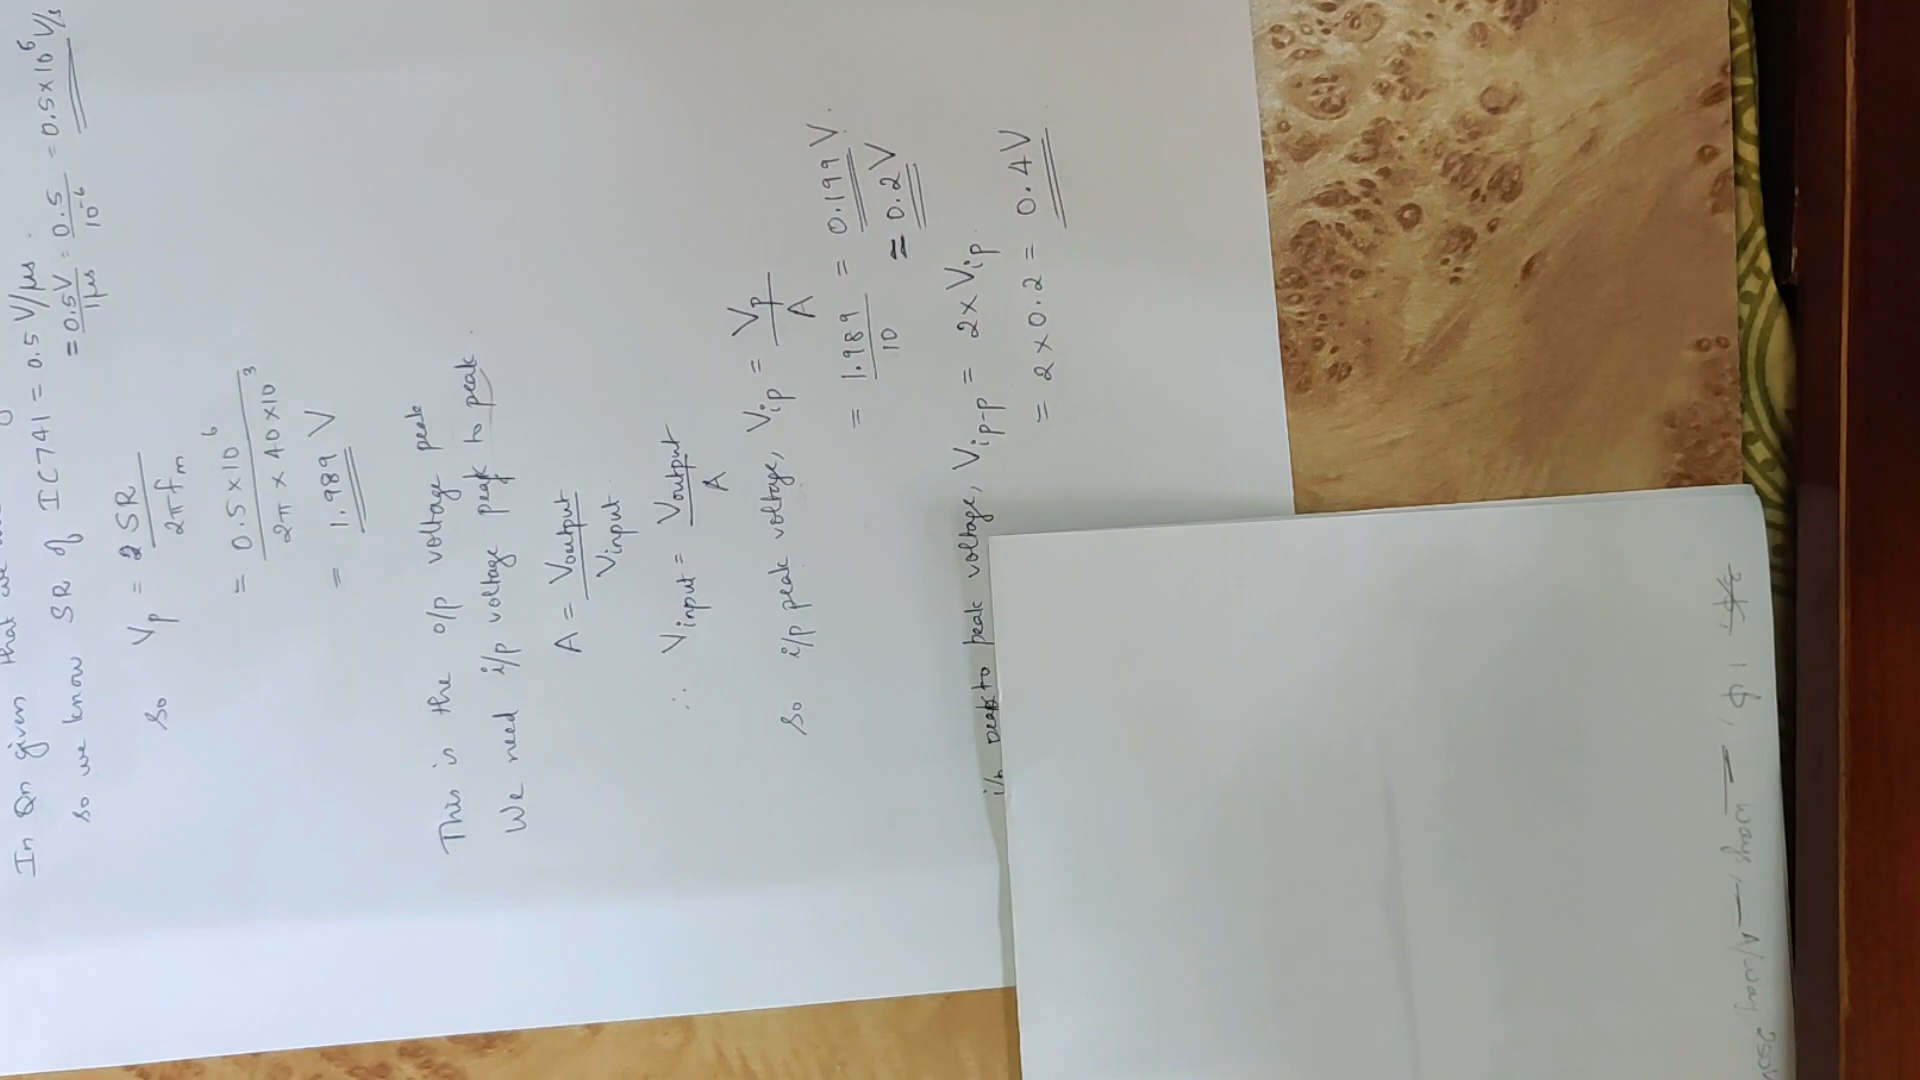 In Qn given that we
so we know SR of IC741 = 0.5 V/µs.
= 0.5V / 1µs = 0.5 / 10^-6 = 0.5 x 10^6 V/s
so Vp = 2 SR / 2πfm
= 0.5 x 10^6 / 2π x 40 x 10^3
= 1.989 V
This is the o/p voltage peak
We need i/p voltage peak to peak.
A = Voutput / Vinput
∴ Vinput = Voutput / A
so i/p peak voltage, Vip = Vp / A
= 1.989 / 10 = 0.199 V.
= 0.2 V
i/p peak to peak voltage, Vip-p = 2 x Vip.
= 2 x 0.2 = 0.4 V